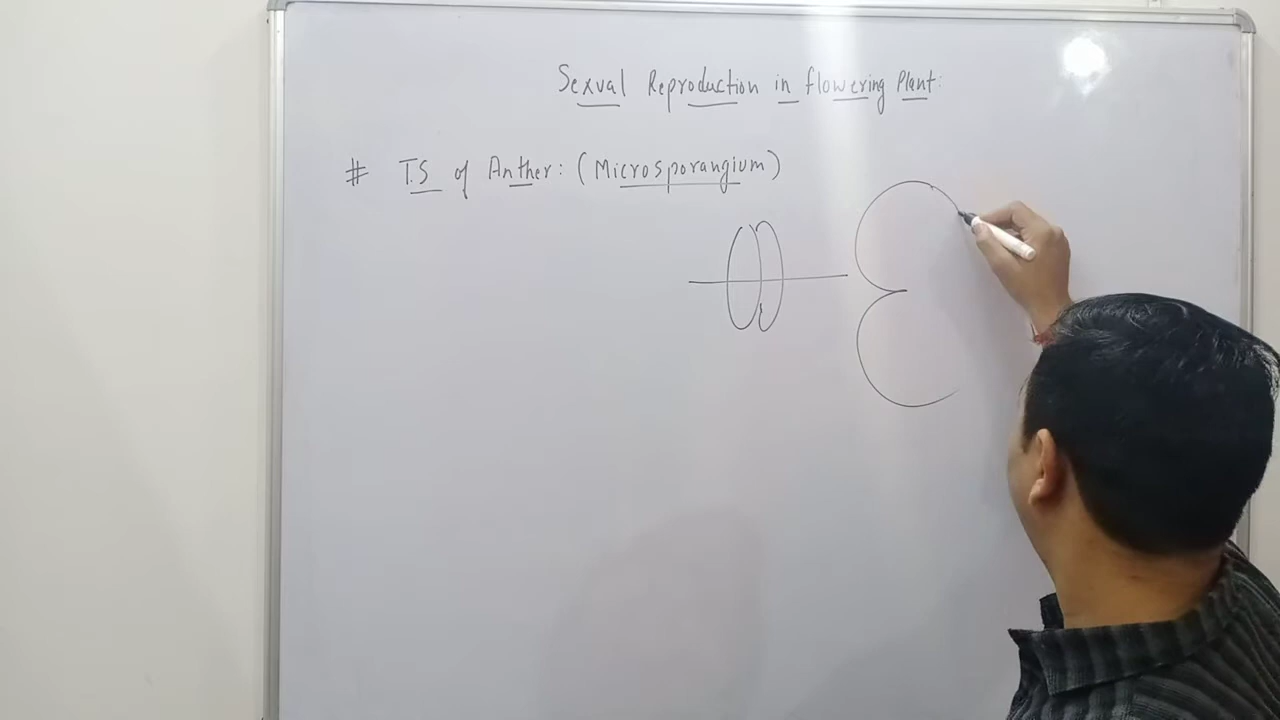 Sexual Reproduction in flowering Plant:
# T.S of Anther: (Microsporangium)